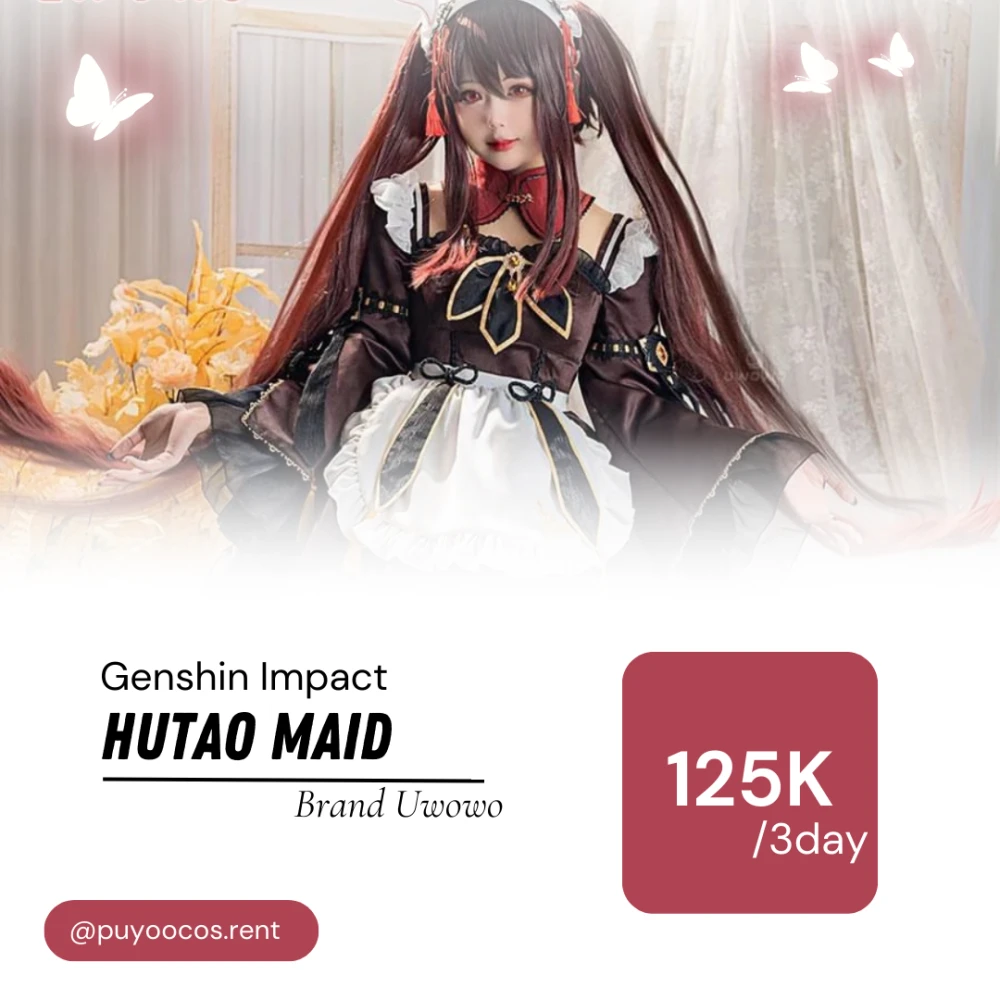 Genshin Impact
HUTAO MAID
Brand Uwowo
125K
/3day
@puyoocos.rent